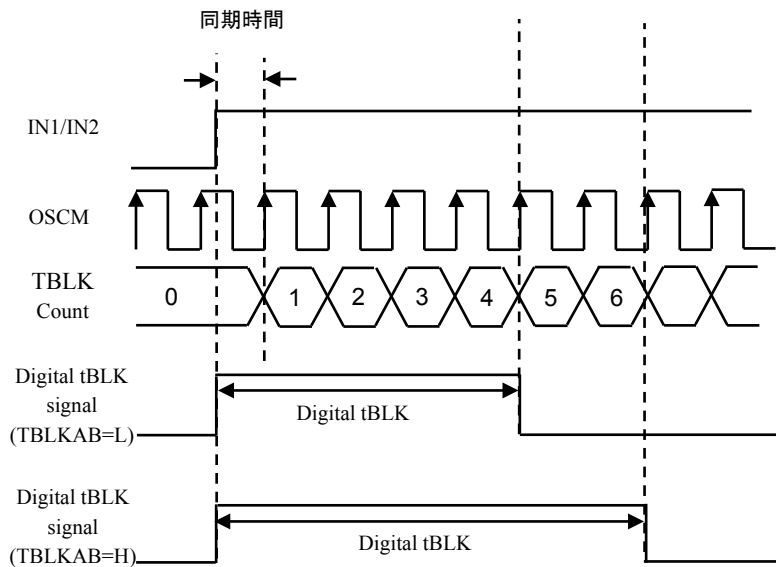 同期時間
IN1/IN2
OSCM
TBLK
Count
0 1 2 3 4 5 6
Digital tBLK
signal
(TBLKAB=L)
Digital tBLK
Digital tBLK
signal
(TBLKAB=H)
Digital tBLK